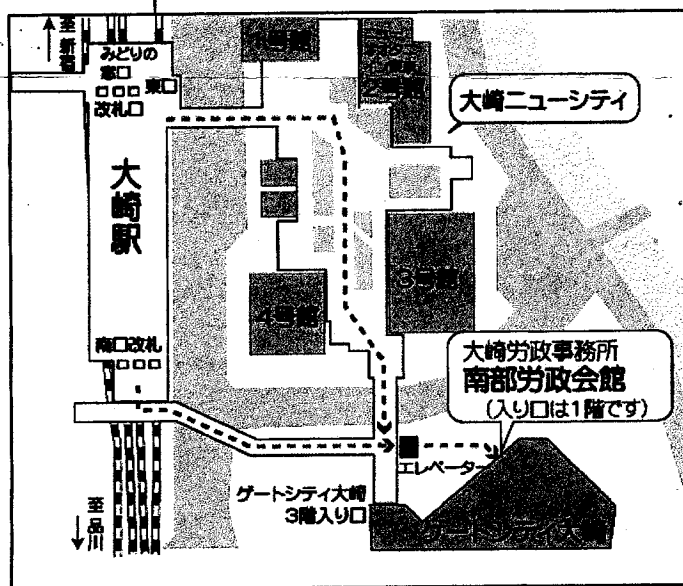 至新宿
みどりの
窓口
東口
改札口
大崎駅
1号館
2号館
大崎ニューシティ
3号館
4号館
南口改札
大崎労政事務所
南部労政会館
(入り口は1階です)
エレベーター
ゲートシティ大崎
3階入り口
ゲートシティ大崎
至品川